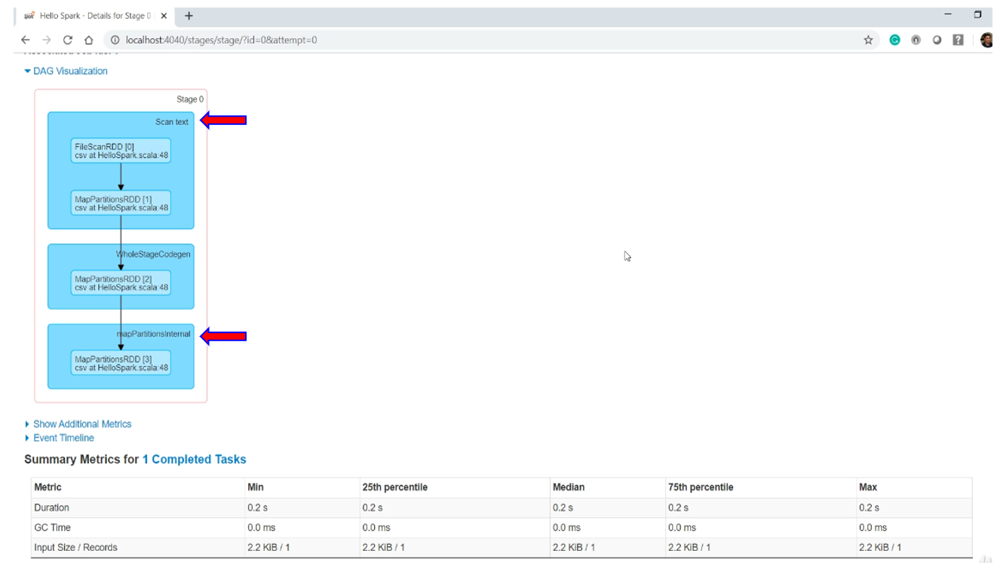 Hello Spark - Details for Stage 0
localhost:4040/stages/stage/?id=0&attempt=0
DAG Visualization
Stage 0
Scan text
FileScanRDD [0]
csv at HelloSpark.scala:48
MapPartitionsRDD [1]
csv at HelloSpark.scala:48
WholeStageCodegen
MapPartitionsRDD [2]
csv at HelloSpark.scala:48
mapPartitionsInternal
MapPartitionsRDD [3]
csv at HelloSpark.scala:48
Show Additional Metrics
Event Timeline
Summary Metrics for 1 Completed Tasks
Metric Min 25th percentile Median 75th percentile Max
Duration 0.2 s 0.2 s 0.2 s 0.2 s 0.2 s
GC Time 0.0 ms 0.0 ms 0.0 ms 0.0 ms 0.0 ms
Input Size / Records 2.2 KiB / 1 2.2 KiB / 1 2.2 KiB / 1 2.2 KiB / 1 2.2 KiB / 1